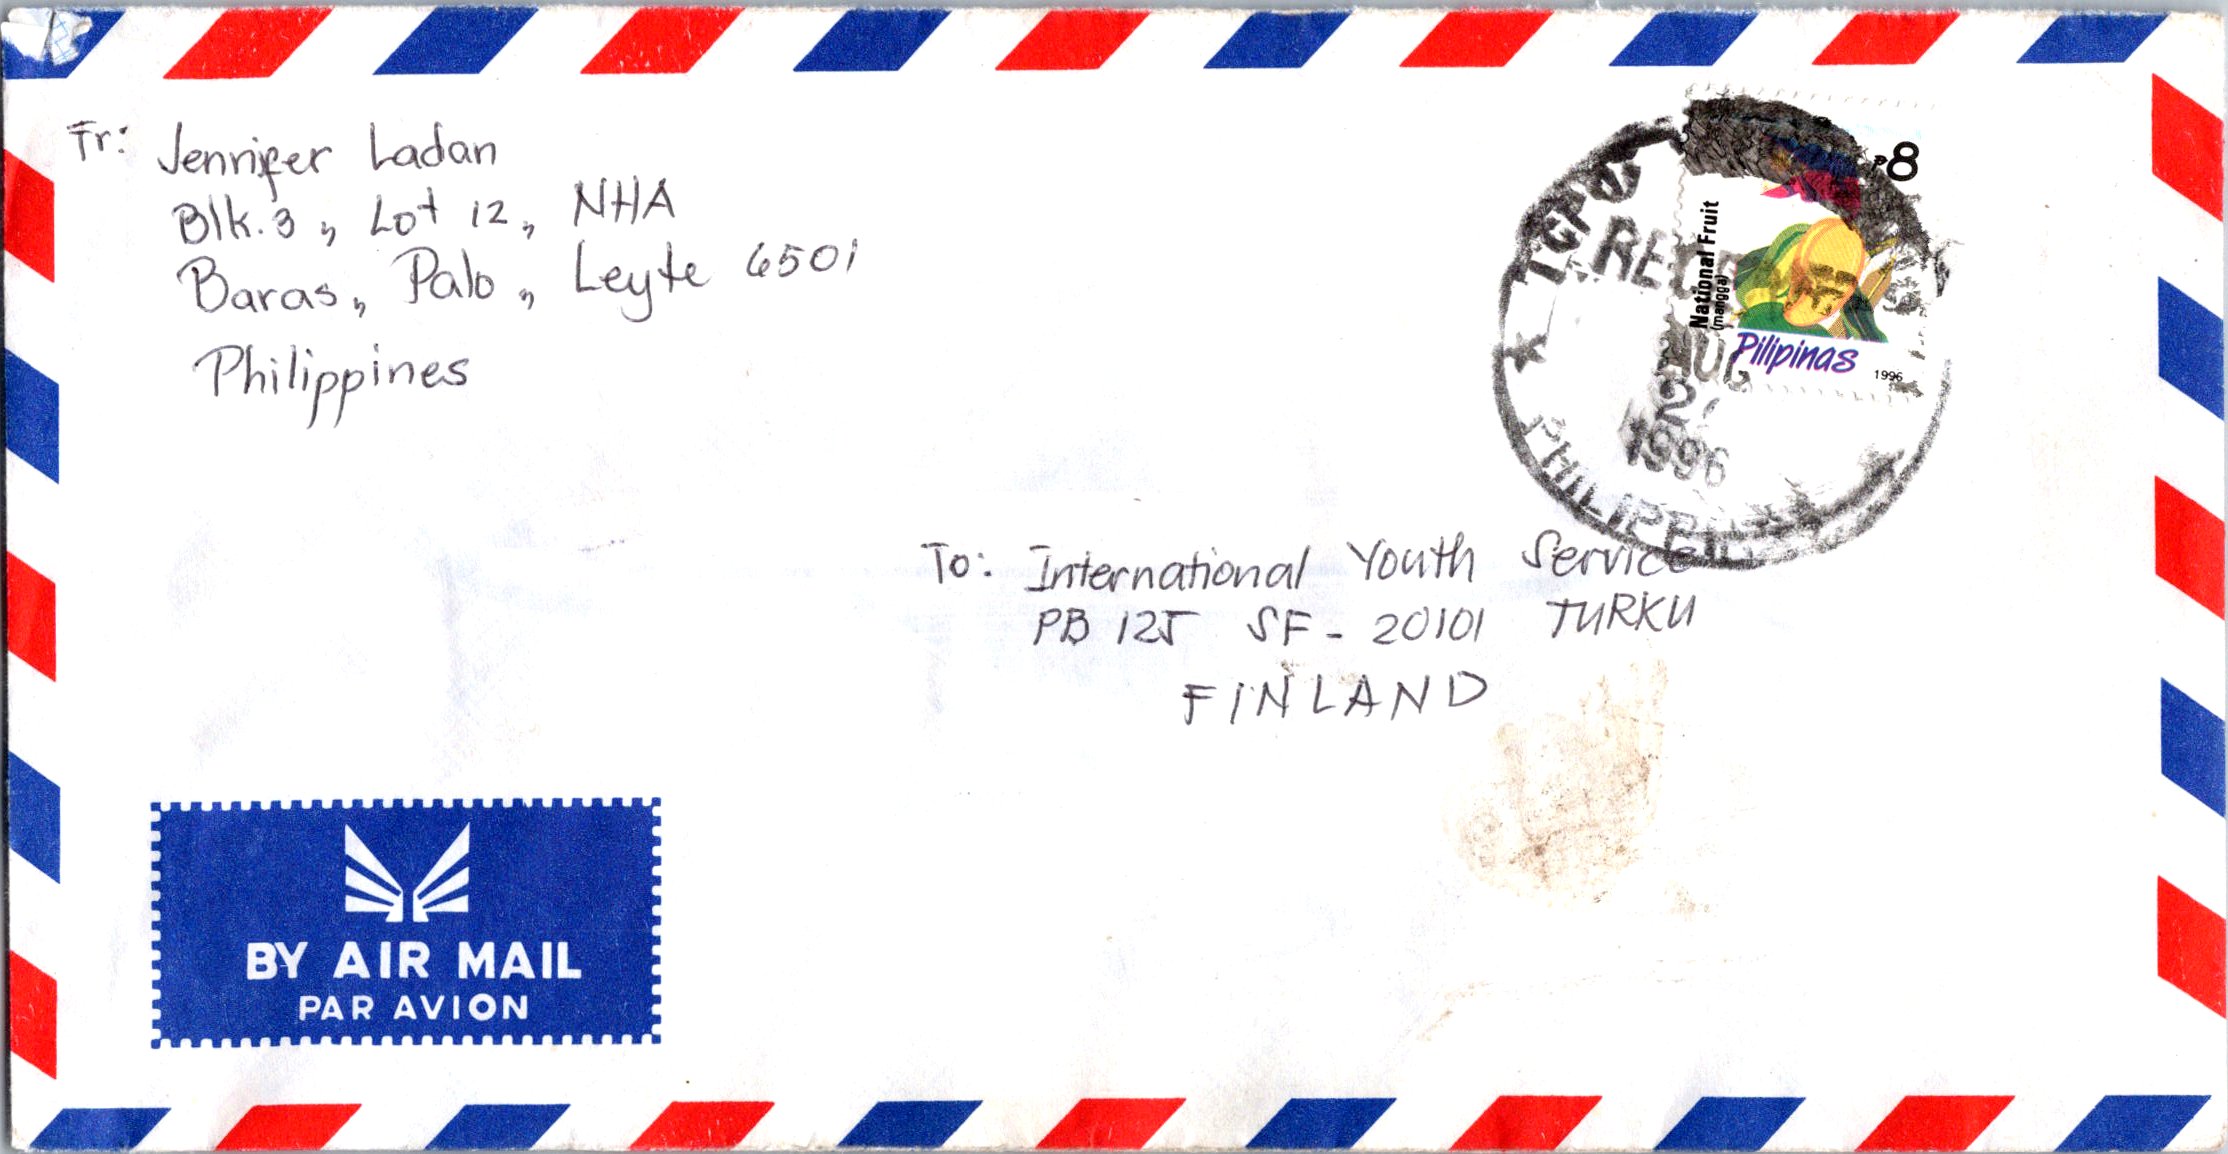 Fr: Jennifer Ladan
Blk. 3, Lot 12, NHA
Baras, Palo, Leyte 6501
Philippines
₱8
National Fruit
(mangga)
Pilipinas
1996
AUG
1996
To: International Youth Service
PB 125 SF - 20101 TURKU
FINLAND
BY AIR MAIL
PAR AVION